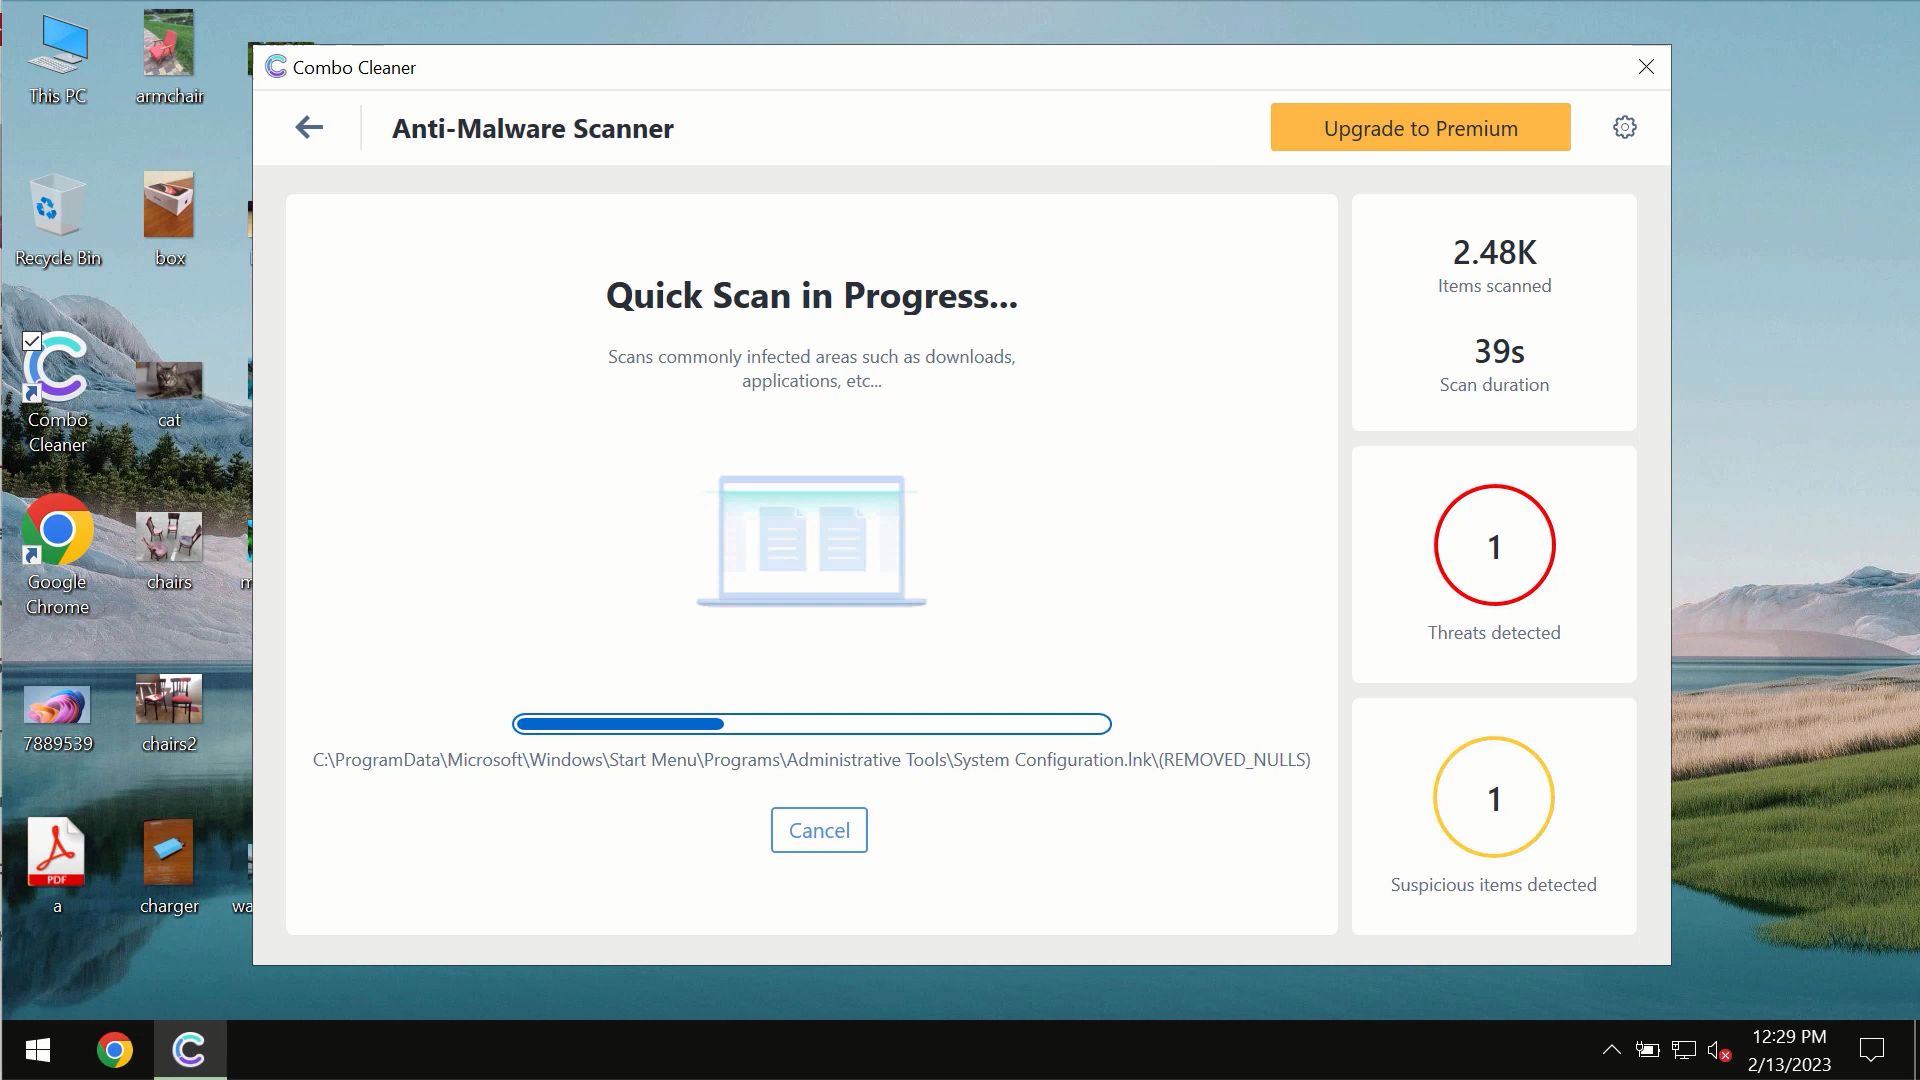 This PC
armchair
Recycle Bin
box
Combo
Cleaner
cat
Google
Chrome
chairs
7889539
chairs2
PDF
a
charger
wa
Combo Cleaner
Anti-Malware Scanner
Upgrade to Premium
Quick Scan in Progress...
Scans commonly infected areas such as downloads,
applications, etc...
C:\ProgramData\Microsoft\Windows\Start Menu\Programs\Administrative Tools\System Configuration.lnk\(REMOVED_NULLS)
Cancel
2.48K
Items scanned
39s
Scan duration
1
Threats detected
1
Suspicious items detected
12:29 PM
2/13/2023